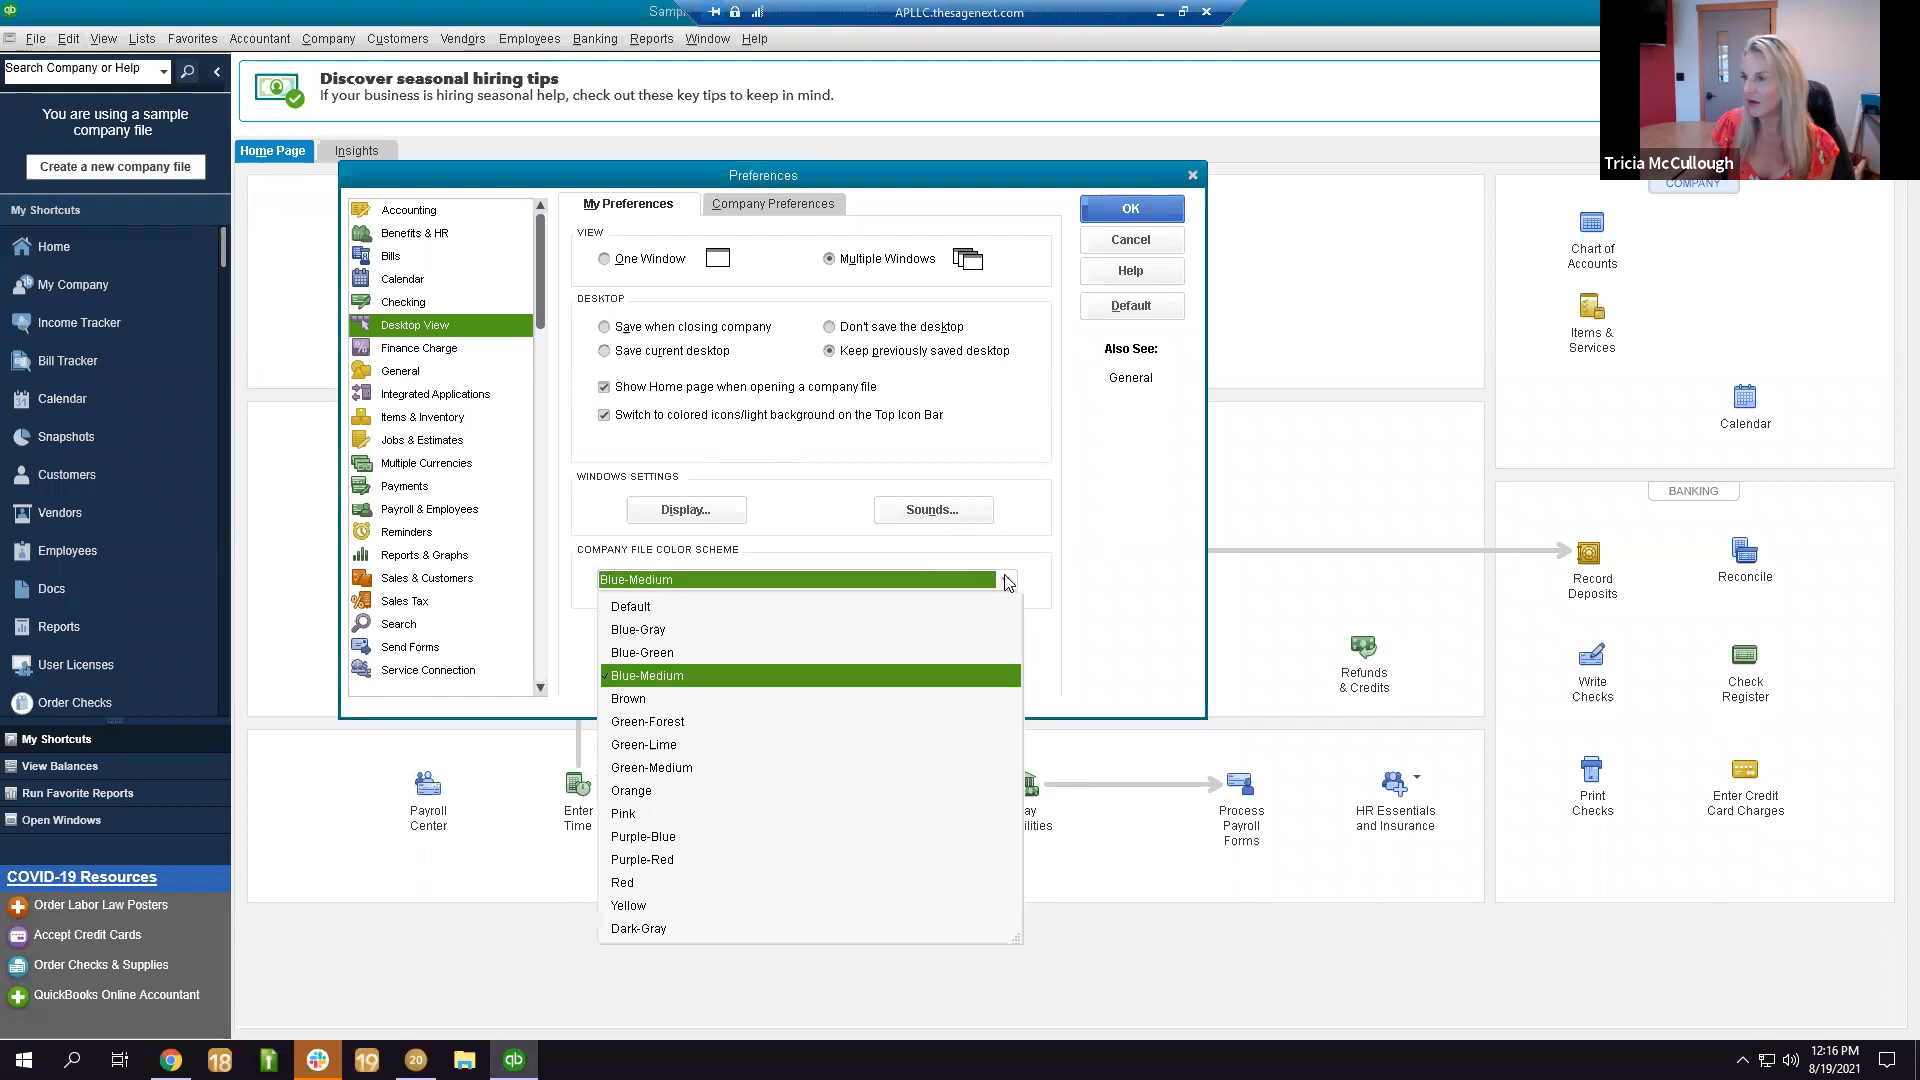 Samp
APLLC.thesagenext.com
File Edit View Lists Favorites Accountant Company Customers Vendors Employees Banking Reports Window Help
Search Company or Help
You are using a sample
company file
Create a new company file
My Shortcuts
Home
My Company
Income Tracker
Bill Tracker
Calendar
Snapshots
Customers
Vendors
Employees
Docs
Reports
User Licenses
Order Checks
My Shortcuts
View Balances
Run Favorite Reports
Open Windows
COVID-19 Resources
Order Labor Law Posters
Accept Credit Cards
Order Checks & Supplies
QuickBooks Online Accountant
Discover seasonal hiring tips
If your business is hiring seasonal help, check out these key tips to keep in mind.
Home Page
Insights
Preferences
Accounting
Benefits & HR
Bills
Calendar
Checking
Desktop View
Finance Charge
General
Integrated Applications
Items & Inventory
Jobs & Estimates
Multiple Currencies
Payments
Payroll & Employees
Reminders
Reports & Graphs
Sales & Customers
Sales Tax
Search
Send Forms
Service Connection
My Preferences
Company Preferences
VIEW
One Window
Multiple Windows
DESKTOP
Save when closing company
Don't save the desktop
Save current desktop
Keep previously saved desktop
Show Home page when opening a company file
Switch to colored icons/light background on the Top Icon Bar
WINDOWS SETTINGS
Display...
Sounds...
COMPANY FILE COLOR SCHEME
Blue-Medium
Default
Blue-Gray
Blue-Green
Blue-Medium
Brown
Green-Forest
Green-Lime
Green-Medium
Orange
Pink
Purple-Blue
Purple-Red
Red
Yellow
Dark-Gray
OK
Cancel
Help
Default
Also See:
General
Tricia McCullough
COMPANY
Chart of
Accounts
Items &
Services
Calendar
BANKING
Record
Deposits
Reconcile
Write
Checks
Check
Register
Print
Checks
Enter Credit
Card Charges
Refunds
& Credits
Payroll
Center
Enter
Time
ay
ilities
Process
Payroll
Forms
HR Essentials
and Insurance
18
19
20
qb
12:16 PM
8/19/2021